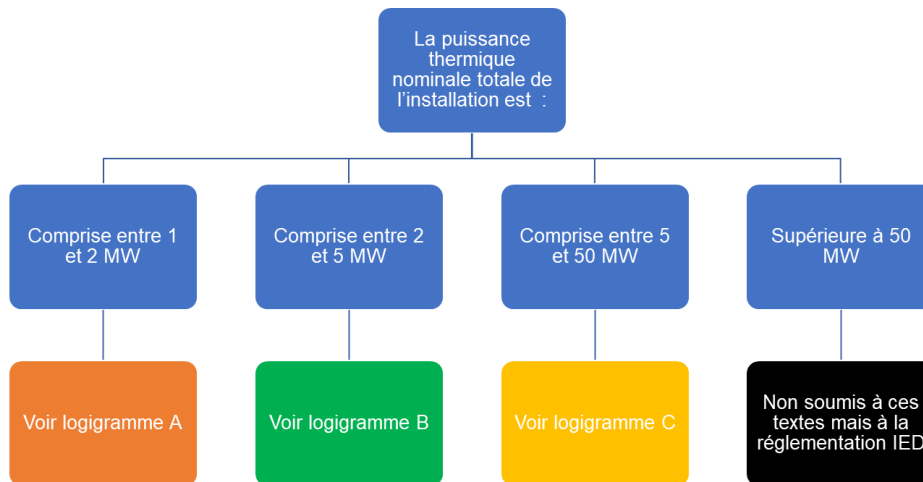 La puissance
thermique
nominale totale de
l'installation est :
Comprise entre 1
et 2 MW
Comprise entre 2
et 5 MW
Comprise entre 5
et 50 MW
Supérieure à 50
MW
Voir logigramme A
Voir logigramme B
Voir logigramme C
Non soumis à ces
textes mais à la
réglementation IED